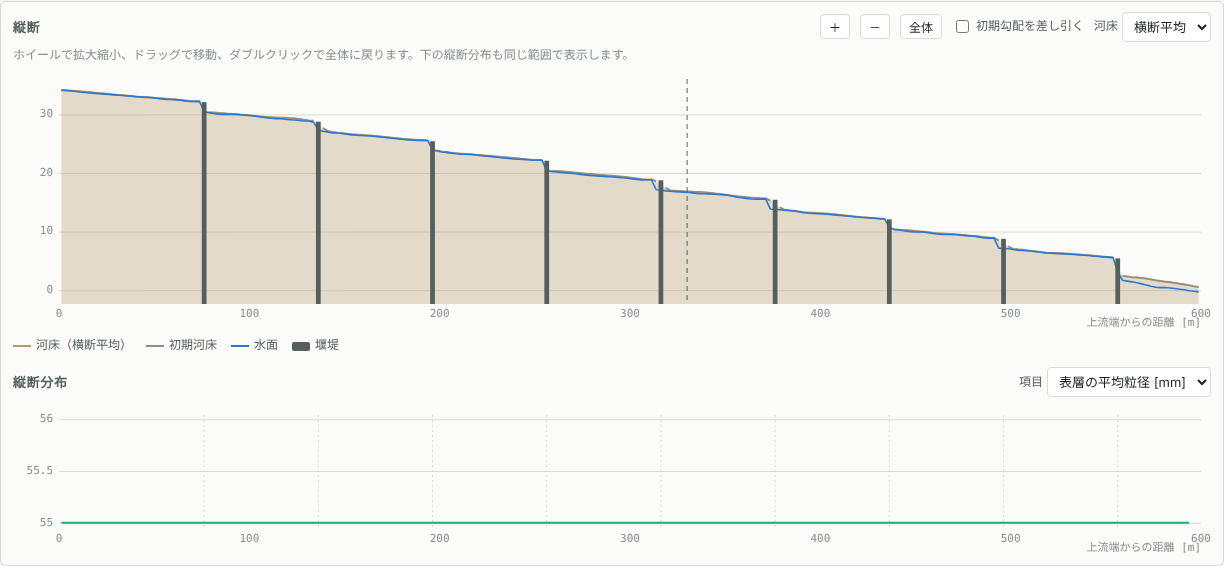 縦断
+ − 全体 初期勾配を差し引く 河床 横断平均
ホイールで拡大縮小、ドラッグで移動、ダブルクリックで全体に戻ります。下の縦断分布も同じ範囲で表示します。
30
20
10
0
0 100 200 300 400 500 600
上流端からの距離 [m]
河床（横断平均） 初期河床 水面 堰堤
縦断分布
項目 表層の平均粒径 [mm]
56
55.5
55
0 100 200 300 400 500 600
上流端からの距離 [m]